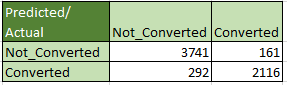 Predicted/
Actual Not_Converted Converted
Not_Converted 3741 161
Converted 292 2116